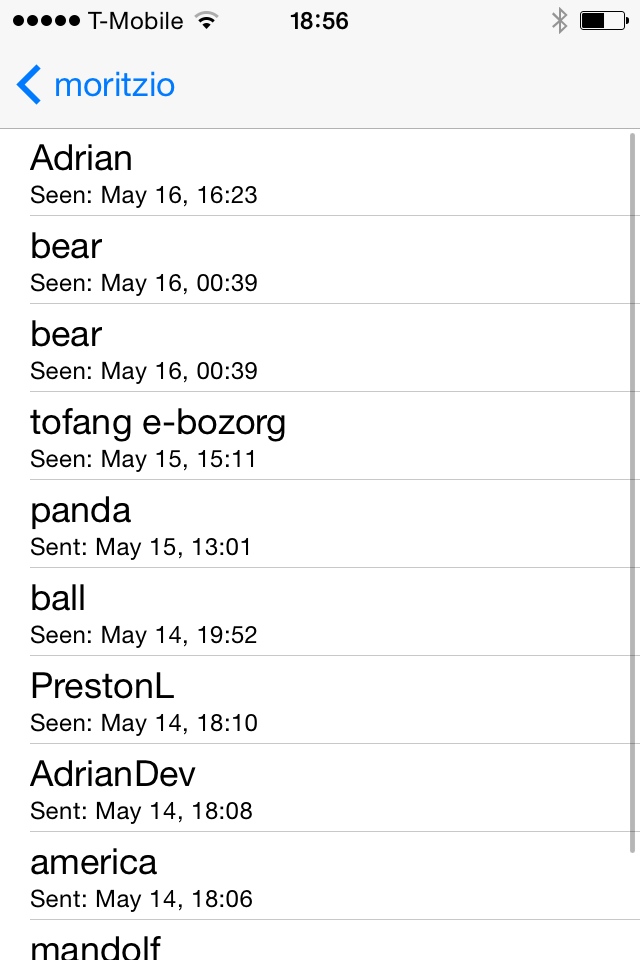 T-Mobile 18:56
moritzio
Adrian
Seen: May 16, 16:23
bear
Seen: May 16, 00:39
bear
Seen: May 16, 00:39
tofang e-bozorg
Seen: May 15, 15:11
panda
Sent: May 15, 13:01
ball
Seen: May 14, 19:52
PrestonL
Seen: May 14, 18:10
AdrianDev
Sent: May 14, 18:08
america
Sent: May 14, 18:06
mandolf